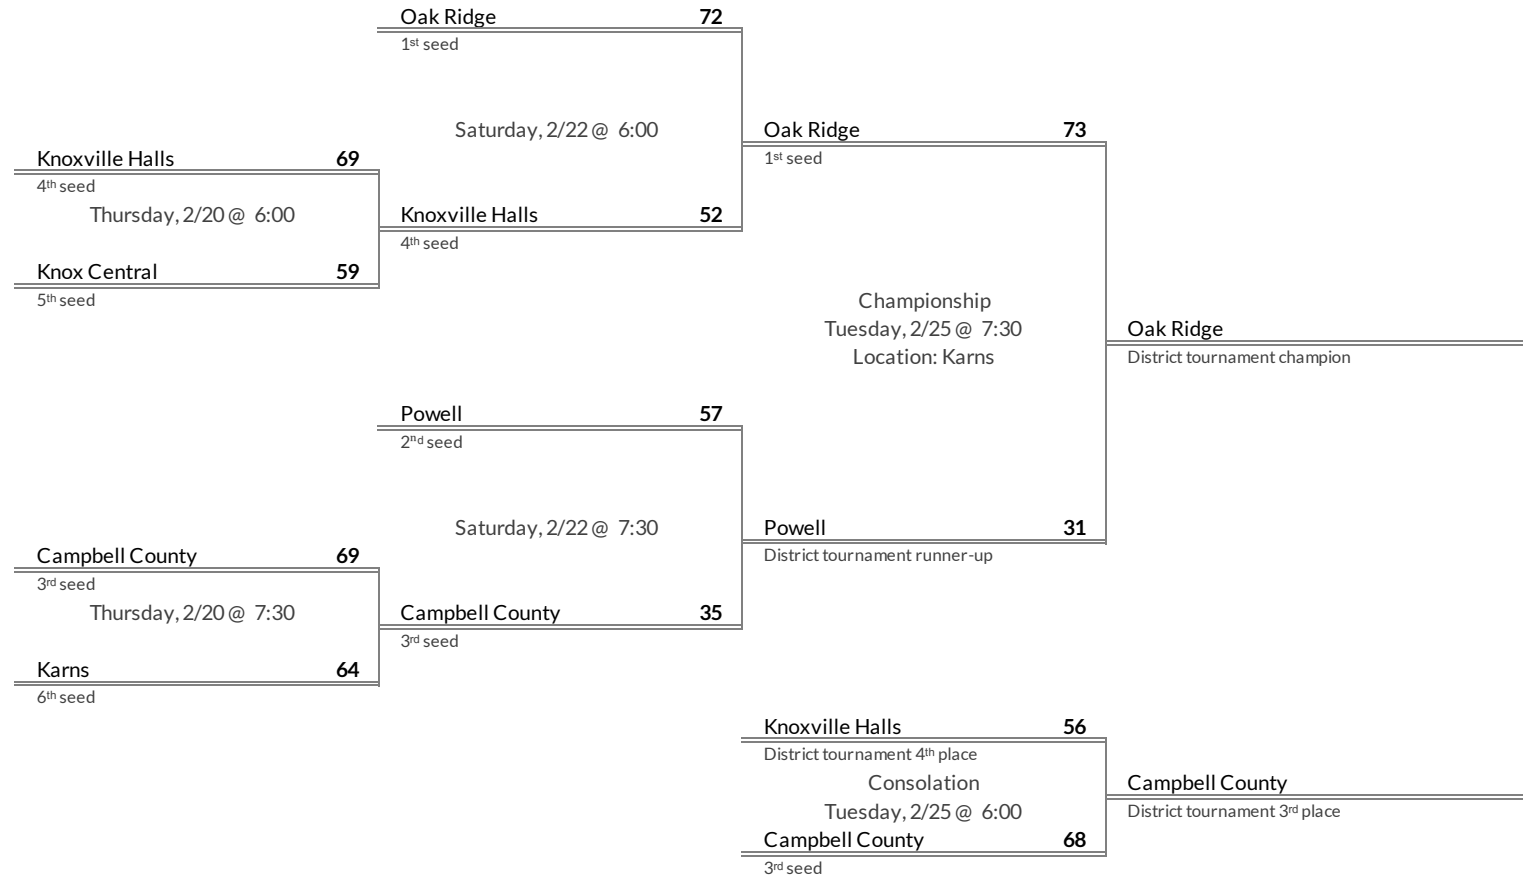 Oak Ridge 72
1st seed
Saturday, 2/22 @ 6:00
Knoxville Halls 69
4th seed
Thursday, 2/20 @ 6:00
Knox Central 59
5th seed
Knoxville Halls 52
4th seed
Oak Ridge 73
1st seed
Championship
Tuesday, 2/25 @ 7:30
Location: Karns
Oak Ridge
District tournament champion
Powell 57
2nd seed
Saturday, 2/22 @ 7:30
Campbell County 69
3rd seed
Thursday, 2/20 @ 7:30
Karns 64
6th seed
Campbell County 35
3rd seed
Powell 31
District tournament runner-up
Knoxville Halls 56
District tournament 4th place
Consolation
Tuesday, 2/25 @ 6:00
Campbell County 68
3rd seed
Campbell County
District tournament 3rd place